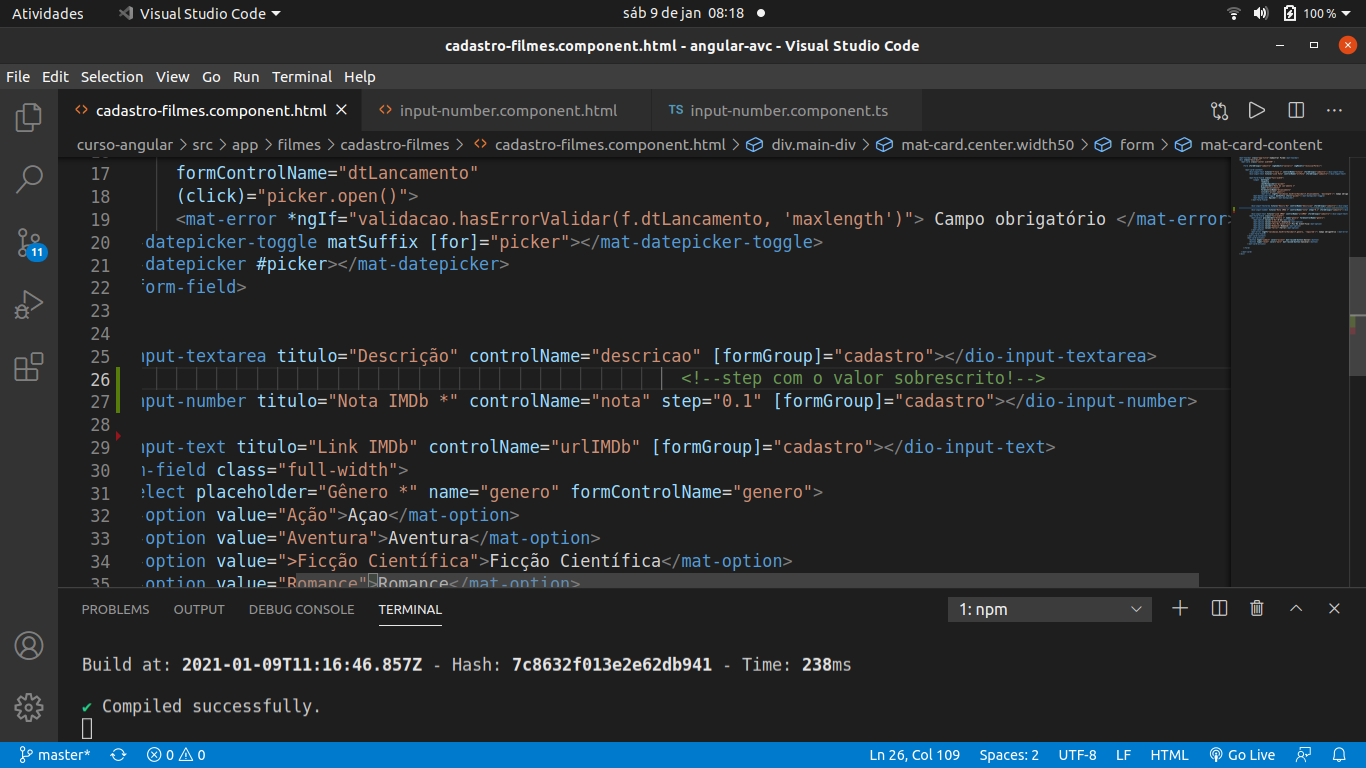 Atividades Visual Studio Code sáb 9 de jan 08:18 100 %
cadastro-filmes.component.html - angular-avc - Visual Studio Code
File Edit Selection View Go Run Terminal Help
cadastro-filmes.component.html input-number.component.html TS input-number.component.ts
curso-angular > src > app > filmes > cadastro-filmes > cadastro-filmes.component.html > div.main-div > mat-card.center.width50 > form > mat-card-content
17 formControlName="dtLancamento"
18 (click)="picker.open()">
19 <mat-error *ngIf="validacao.hasErrorValidar(f.dtLancamento, 'maxlength')"> Campo obrigatório </mat-error>
20 -datepicker-toggle matSuffix [for]="picker"></mat-datepicker-toggle>
21 -datepicker #picker></mat-datepicker>
22 form-field>
23
24
25 nput-textarea titulo="Descrição" controlName="descricao" [formGroup]="cadastro"></dio-input-textarea>
26 <!--step com o valor sobrescrito!-->
27 nput-number titulo="Nota IMDb *" controlName="nota" step="0.1" [formGroup]="cadastro"></dio-input-number>
28
29 nput-text titulo="Link IMDb" controlName="urlIMDb" [formGroup]="cadastro"></dio-input-text>
30 m-field class="full-width">
31 elect placeholder="Gênero *" name="genero" formControlName="genero">
32 -option value="Ação">Açao</mat-option>
33 -option value="Aventura">Aventura</mat-option>
34 -option value=">Ficção Científica">Ficção Científica</mat-option>
35 -option value="Romance">Romance</mat-option>
PROBLEMS OUTPUT DEBUG CONSOLE TERMINAL 1: npm
Build at: 2021-01-09T11:16:46.857Z - Hash: 7c8632f013e2e62db941 - Time: 238ms
✔ Compiled successfully.
11
master* 0 0 Ln 26, Col 109 Spaces: 2 UTF-8 LF HTML Go Live